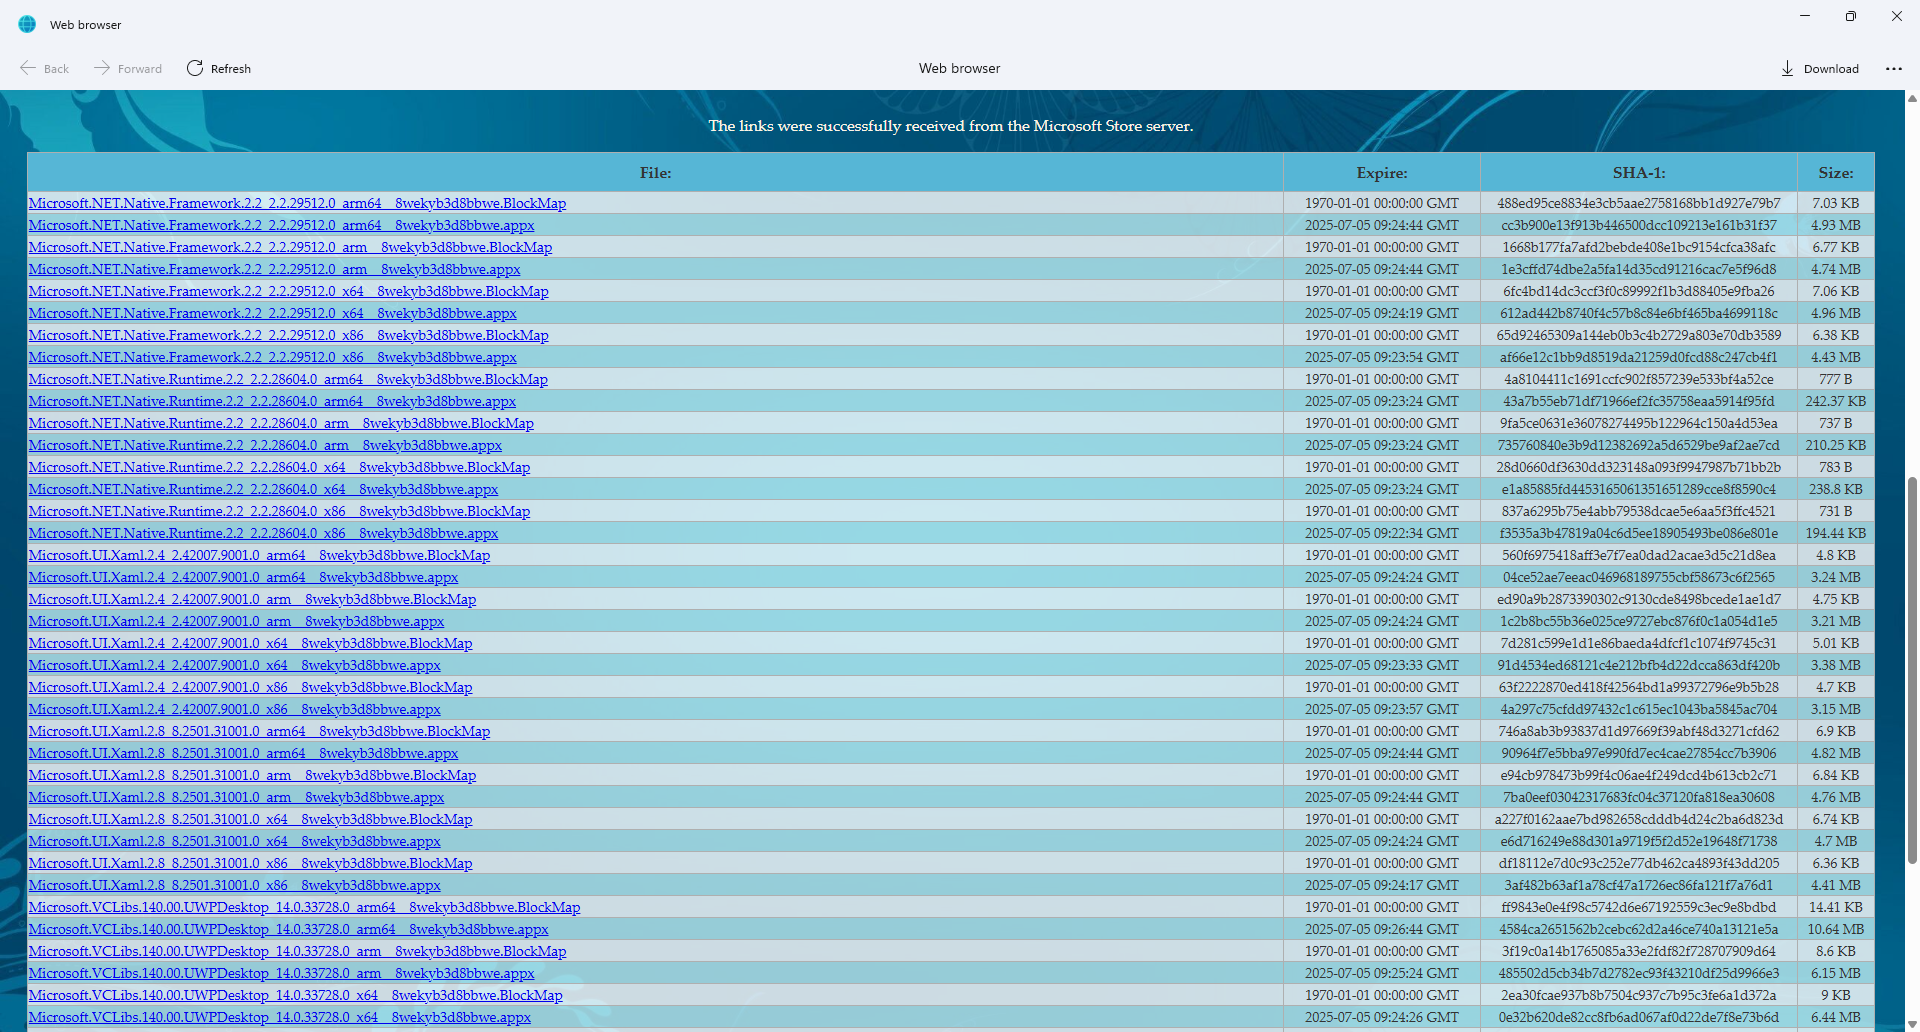 Web browser
Back Forward Refresh Web browser Download
The links were successfully received from the Microsoft Store server.
File: Expire: SHA-1: Size:
Microsoft.NET.Native.Framework.2.2_2.2.29512.0_arm64__8wekyb3d8bbwe.BlockMap 1970-01-01 00:00:00 GMT 488ed95ce8834e3cb5aae2758168bb1d927e79b7 7.03 KB
Microsoft.NET.Native.Framework.2.2_2.2.29512.0_arm64__8wekyb3d8bbwe.appx 2025-07-05 09:24:44 GMT cc3b900e13f913b446500dcc109213e161b31f37 4.93 MB
Microsoft.NET.Native.Framework.2.2_2.2.29512.0_arm__8wekyb3d8bbwe.BlockMap 1970-01-01 00:00:00 GMT 1668b177fa7afd2bebde408e1bc9154cfca38afc 6.77 KB
Microsoft.NET.Native.Framework.2.2_2.2.29512.0_arm__8wekyb3d8bbwe.appx 2025-07-05 09:24:44 GMT 1e3cffd74dbe2a5fa14d35cd91216cac7e5f96d8 4.74 MB
Microsoft.NET.Native.Framework.2.2_2.2.29512.0_x64__8wekyb3d8bbwe.BlockMap 1970-01-01 00:00:00 GMT 6fc4bd14dc3ccf3f0c89992f1b3d88405e9fba26 7.06 KB
Microsoft.NET.Native.Framework.2.2_2.2.29512.0_x64__8wekyb3d8bbwe.appx 2025-07-05 09:24:19 GMT 612ad442b8740f4c57b8c84e6bf465ba4699118c 4.96 MB
Microsoft.NET.Native.Framework.2.2_2.2.29512.0_x86__8wekyb3d8bbwe.BlockMap 1970-01-01 00:00:00 GMT 65d92465309a144eb0b3c4b2729a803e70db3589 6.38 KB
Microsoft.NET.Native.Framework.2.2_2.2.29512.0_x86__8wekyb3d8bbwe.appx 2025-07-05 09:23:54 GMT af66e12c1bb9d8519da21259d0fcd88c247cb4f1 4.43 MB
Microsoft.NET.Native.Runtime.2.2_2.2.28604.0_arm64__8wekyb3d8bbwe.BlockMap 1970-01-01 00:00:00 GMT 4a8104411c1691ccfc902f857239e533bf4a52ce 777 B
Microsoft.NET.Native.Runtime.2.2_2.2.28604.0_arm64__8wekyb3d8bbwe.appx 2025-07-05 09:23:24 GMT 43a7b55eb71df71966ef2fc35758eaa5914f95fd 242.37 KB
Microsoft.NET.Native.Runtime.2.2_2.2.28604.0_arm__8wekyb3d8bbwe.BlockMap 1970-01-01 00:00:00 GMT 9fa5ce0631e36078274495b122964c150a4d53ea 737 B
Microsoft.NET.Native.Runtime.2.2_2.2.28604.0_arm__8wekyb3d8bbwe.appx 2025-07-05 09:23:24 GMT 735760840e3b9d12382692a5d6529be9af2ae7cd 210.25 KB
Microsoft.NET.Native.Runtime.2.2_2.2.28604.0_x64__8wekyb3d8bbwe.BlockMap 1970-01-01 00:00:00 GMT 28d0660df3630dd323148a093f9947987b71bb2b 783 B
Microsoft.NET.Native.Runtime.2.2_2.2.28604.0_x64__8wekyb3d8bbwe.appx 2025-07-05 09:23:24 GMT e1a85885fd4453165061351651289cce8f8590c4 238.8 KB
Microsoft.NET.Native.Runtime.2.2_2.2.28604.0_x86__8wekyb3d8bbwe.BlockMap 1970-01-01 00:00:00 GMT 837a6295b75e4abb79538dcae5e6aa5f3ffc4521 731 B
Microsoft.NET.Native.Runtime.2.2_2.2.28604.0_x86__8wekyb3d8bbwe.appx 2025-07-05 09:22:34 GMT f3535a3b47819a04c6d5ee18905493be086e801e 194.44 KB
Microsoft.UI.Xaml.2.4_2.42007.9001.0_arm64__8wekyb3d8bbwe.BlockMap 1970-01-01 00:00:00 GMT 560f6975418aff3e7f7ea0dad2acae3d5c21d8ea 4.8 KB
Microsoft.UI.Xaml.2.4_2.42007.9001.0_arm64__8wekyb3d8bbwe.appx 2025-07-05 09:24:24 GMT 04ce52ae7eeac046968189755cbf58673c6f2565 3.24 MB
Microsoft.UI.Xaml.2.4_2.42007.9001.0_arm__8wekyb3d8bbwe.BlockMap 1970-01-01 00:00:00 GMT ed90a9b2873390302c9130cde8498bcede1ae1d7 4.75 KB
Microsoft.UI.Xaml.2.4_2.42007.9001.0_arm__8wekyb3d8bbwe.appx 2025-07-05 09:24:24 GMT 1c2b8bc55b36e025ce9727ebc876f0c1a054d1e5 3.21 MB
Microsoft.UI.Xaml.2.4_2.42007.9001.0_x64__8wekyb3d8bbwe.BlockMap 1970-01-01 00:00:00 GMT 7d281c599e1d1e86baeda4dfcf1c1074f9745c31 5.01 KB
Microsoft.UI.Xaml.2.4_2.42007.9001.0_x64__8wekyb3d8bbwe.appx 2025-07-05 09:23:33 GMT 91d4534ed68121c4e212bfb4d22dcca863df420b 3.38 MB
Microsoft.UI.Xaml.2.4_2.42007.9001.0_x86__8wekyb3d8bbwe.BlockMap 1970-01-01 00:00:00 GMT 63f2222870ed418f42564bd1a99372796e9b5b28 4.7 KB
Microsoft.UI.Xaml.2.4_2.42007.9001.0_x86__8wekyb3d8bbwe.appx 2025-07-05 09:23:57 GMT 4a297c75cfdd97432c1c615ec1043ba5845ac704 3.15 MB
Microsoft.UI.Xaml.2.8_8.2501.31001.0_arm64__8wekyb3d8bbwe.BlockMap 1970-01-01 00:00:00 GMT 746a8ab3b93837d1d97669f39abf48d3271cfd62 6.9 KB
Microsoft.UI.Xaml.2.8_8.2501.31001.0_arm64__8wekyb3d8bbwe.appx 2025-07-05 09:24:44 GMT 90964f7e5bba97e990fd7ec4cae27854cc7b3906 4.82 MB
Microsoft.UI.Xaml.2.8_8.2501.31001.0_arm__8wekyb3d8bbwe.BlockMap 1970-01-01 00:00:00 GMT e94cb978473b99f4c06ae4f249dcd4b613cb2c71 6.84 KB
Microsoft.UI.Xaml.2.8_8.2501.31001.0_arm__8wekyb3d8bbwe.appx 2025-07-05 09:24:44 GMT 7ba0eef03042317683fc04c37120fa818ea30608 4.76 MB
Microsoft.UI.Xaml.2.8_8.2501.31001.0_x64__8wekyb3d8bbwe.BlockMap 1970-01-01 00:00:00 GMT a227f0162aae7bd982658cdddb4d24c2ba6d823d 6.74 KB
Microsoft.UI.Xaml.2.8_8.2501.31001.0_x64__8wekyb3d8bbwe.appx 2025-07-05 09:24:24 GMT e6d716249e88d301a9719f5f2d52e19648f71738 4.7 MB
Microsoft.UI.Xaml.2.8_8.2501.31001.0_x86__8wekyb3d8bbwe.BlockMap 1970-01-01 00:00:00 GMT df18112e7d0c93c252e77db462ca4893f43dd205 6.36 KB
Microsoft.UI.Xaml.2.8_8.2501.31001.0_x86__8wekyb3d8bbwe.appx 2025-07-05 09:24:17 GMT 3af482b63af1a78cf47a1726ec86fa121f7a76d1 4.41 MB
Microsoft.VCLibs.140.00.UWPDesktop_14.0.33728.0_arm64__8wekyb3d8bbwe.BlockMap 1970-01-01 00:00:00 GMT ff9843e0e4f98c5742d6e67192559c3ec9e8bdbd 14.41 KB
Microsoft.VCLibs.140.00.UWPDesktop_14.0.33728.0_arm64__8wekyb3d8bbwe.appx 2025-07-05 09:26:44 GMT 4584ca2651562b2cebc62d2a46ce740a13121e5a 10.64 MB
Microsoft.VCLibs.140.00.UWPDesktop_14.0.33728.0_arm__8wekyb3d8bbwe.BlockMap 1970-01-01 00:00:00 GMT 3f19c0a14b1765085a33e2fdf82f728707909d64 8.6 KB
Microsoft.VCLibs.140.00.UWPDesktop_14.0.33728.0_arm__8wekyb3d8bbwe.appx 2025-07-05 09:25:24 GMT 485502d5cb34b7d2782ec93f43210df25d9966e3 6.15 MB
Microsoft.VCLibs.140.00.UWPDesktop_14.0.33728.0_x64__8wekyb3d8bbwe.BlockMap 1970-01-01 00:00:00 GMT 2ea30fcae937b8b7504c937c7b95c3fe6a1d372a 9 KB
Microsoft.VCLibs.140.00.UWPDesktop_14.0.33728.0_x64__8wekyb3d8bbwe.appx 2025-07-05 09:24:26 GMT 0e32b620de82cc8fb6ad067af0d22de7f8e73b6d 6.44 MB